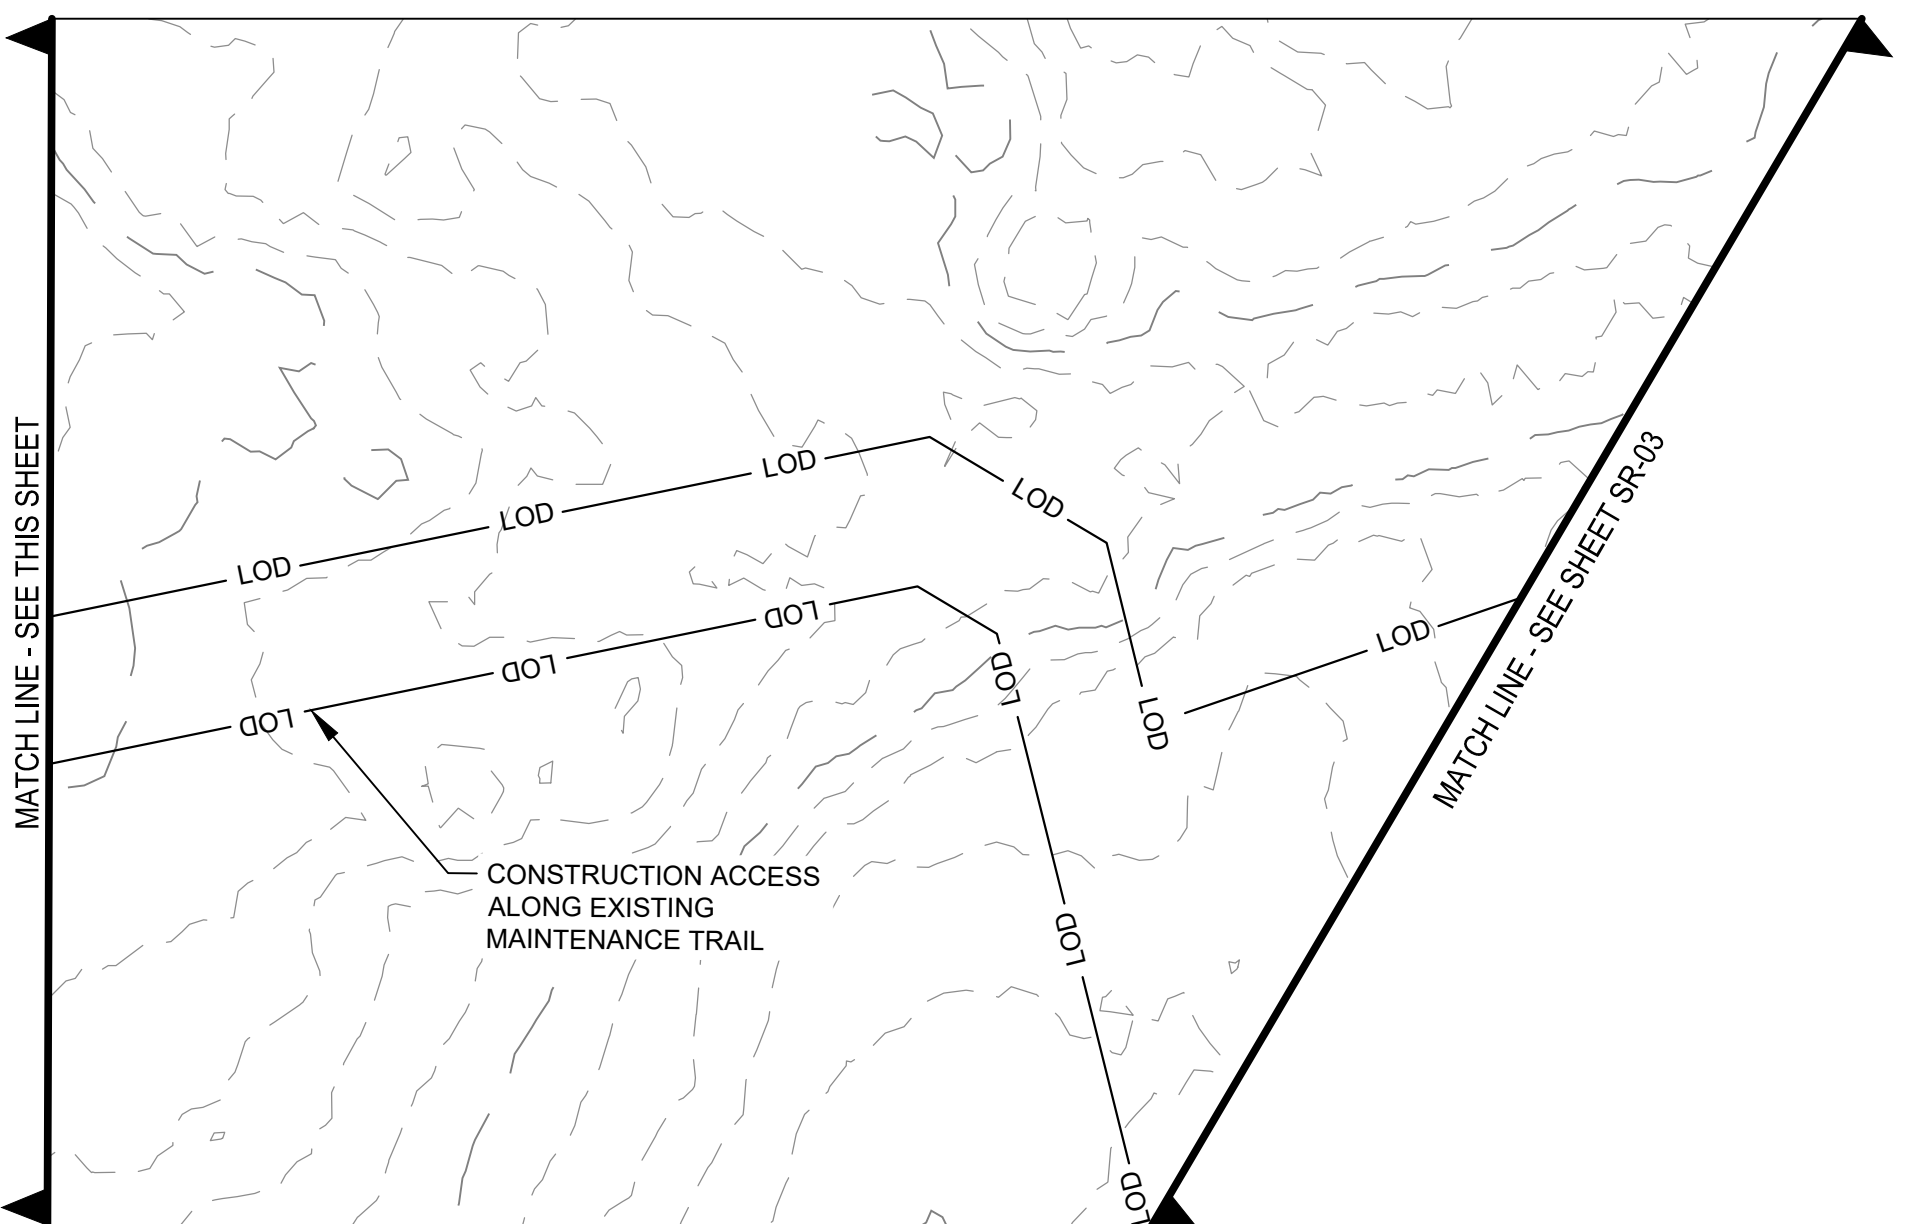 MATCH LINE - SEE THIS SHEET
LOD
LOD
LOD
LOD
LOD
LOD
MATCH LINE - SEE SHEET SR-03
LOD
LOD
LOD
LOD
LOD
LOD
CONSTRUCTION ACCESS
ALONG EXISTING
MAINTENANCE TRAIL